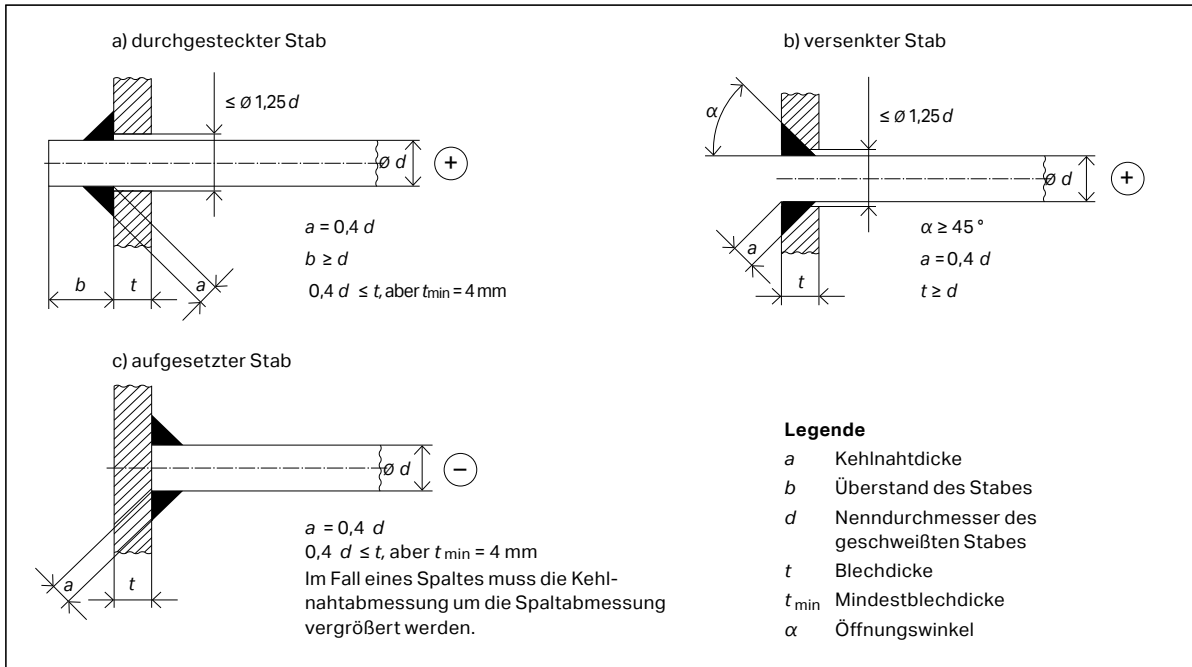 a) durchgesteckter Stab
≤ ø 1,25 d
ø d
+
a = 0,4 d
b ≥ d
0,4 d ≤ t, aber tmin = 4 mm
b
t
a
b) versenkter Stab
α
≤ ø 1,25 d
ø d
+
α ≥ 45 °
a = 0,4 d
t ≥ d
a
t
c) aufgesetzter Stab
ø d
−
a = 0,4 d
0,4 d ≤ t, aber t min = 4 mm
Im Fall eines Spaltes muss die Kehl-
nahtabmessung um die Spaltabmessung
vergrößert werden.
a
t
Legende
a Kehlnahtdicke
b Überstand des Stabes
d Nenndurchmesser des
geschweißten Stabes
t Blechdicke
t min Mindestblechdicke
α Öffnungswinkel